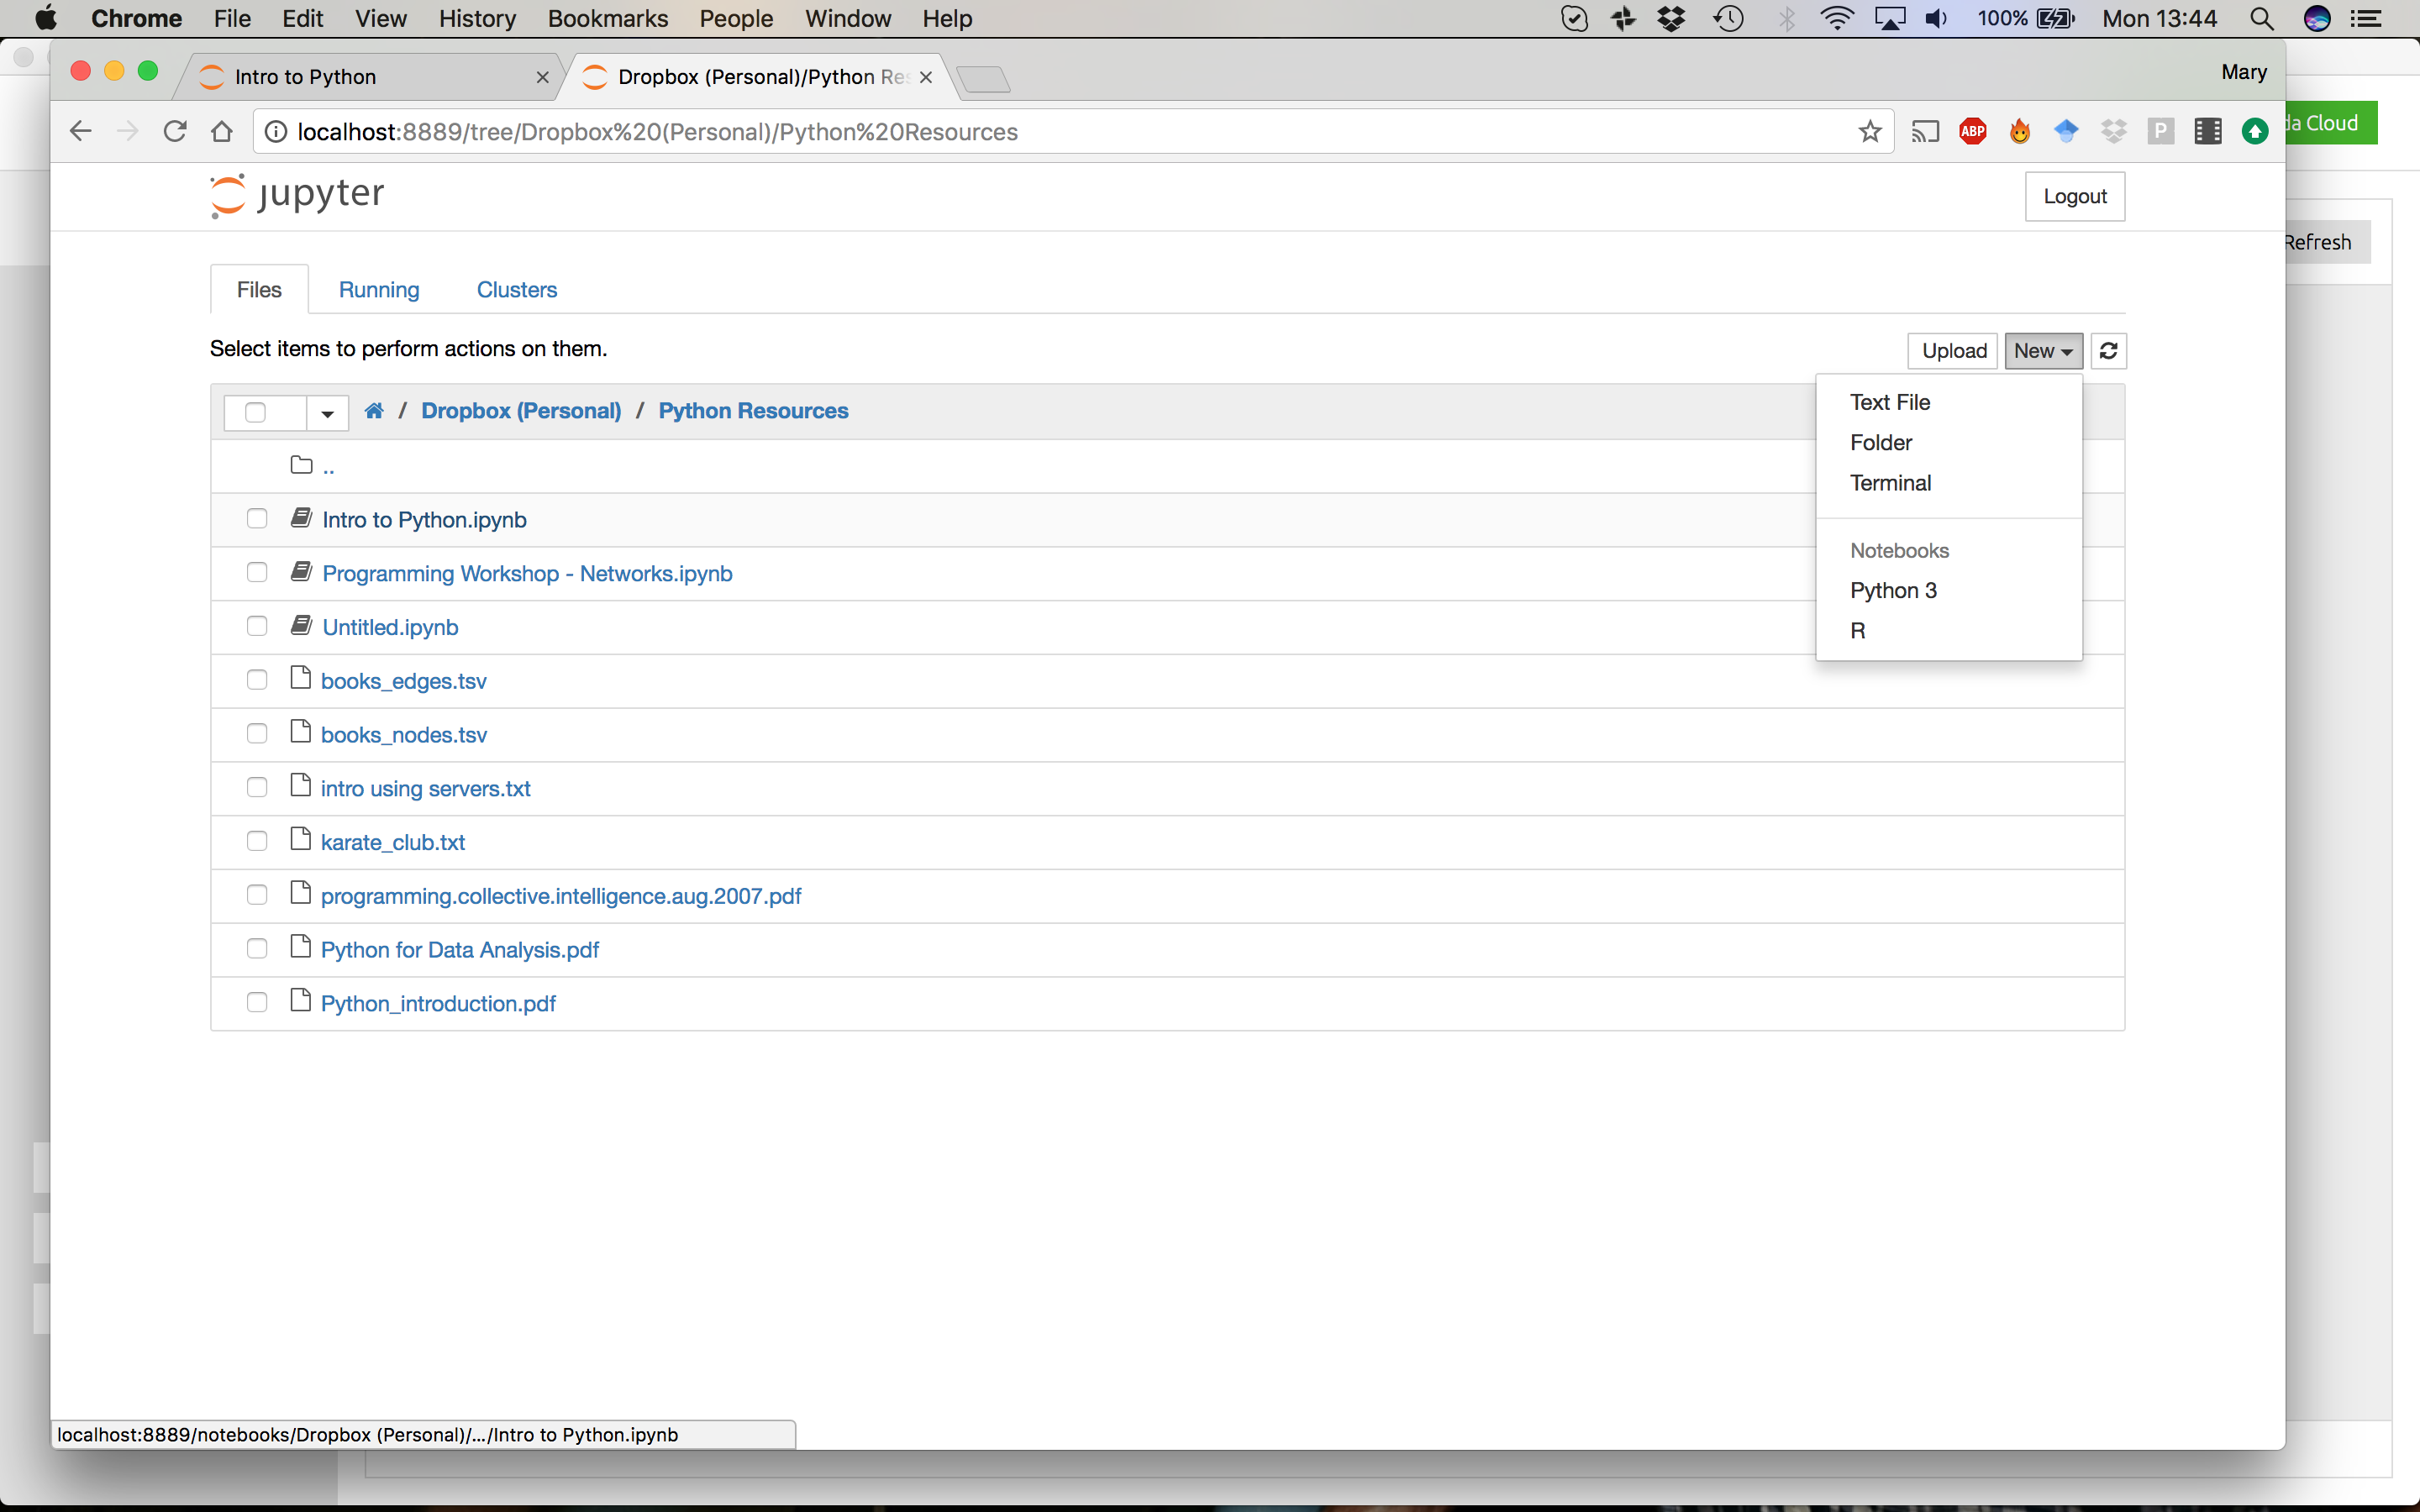 Chrome File Edit View History Bookmarks People Window Help 100% Mon 13:44
Intro to Python Dropbox (Personal)/Python Res Mary
localhost:8889/tree/Dropbox%20(Personal)/Python%20Resources ABP P da Cloud
jupyter Logout
Refresh
Files Running Clusters
Select items to perform actions on them. Upload New
/ Dropbox (Personal) / Python Resources
Text File
Folder
Terminal
Notebooks
Python 3
R
..
Intro to Python.ipynb
Programming Workshop - Networks.ipynb
Untitled.ipynb
books_edges.tsv
books_nodes.tsv
intro using servers.txt
karate_club.txt
programming.collective.intelligence.aug.2007.pdf
Python for Data Analysis.pdf
Python_introduction.pdf
localhost:8889/notebooks/Dropbox (Personal)/.../Intro to Python.ipynb